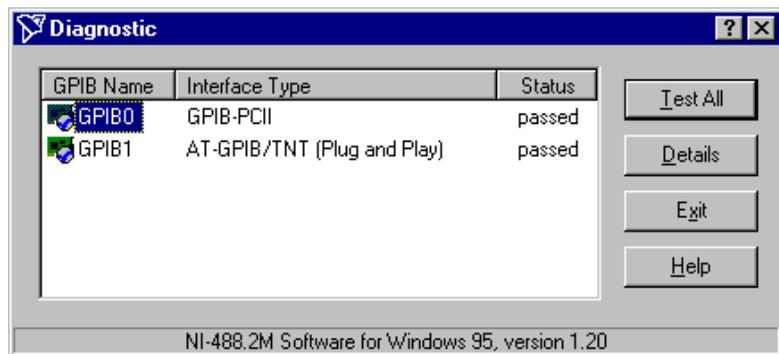 Diagnostic
GPIB Name Interface Type Status
GPIB0 GPIB-PCII passed
GPIB1 AT-GPIB/TNT (Plug and Play) passed
Test All
Details
Exit
Help
NI-488.2M Software for Windows 95, version 1.20